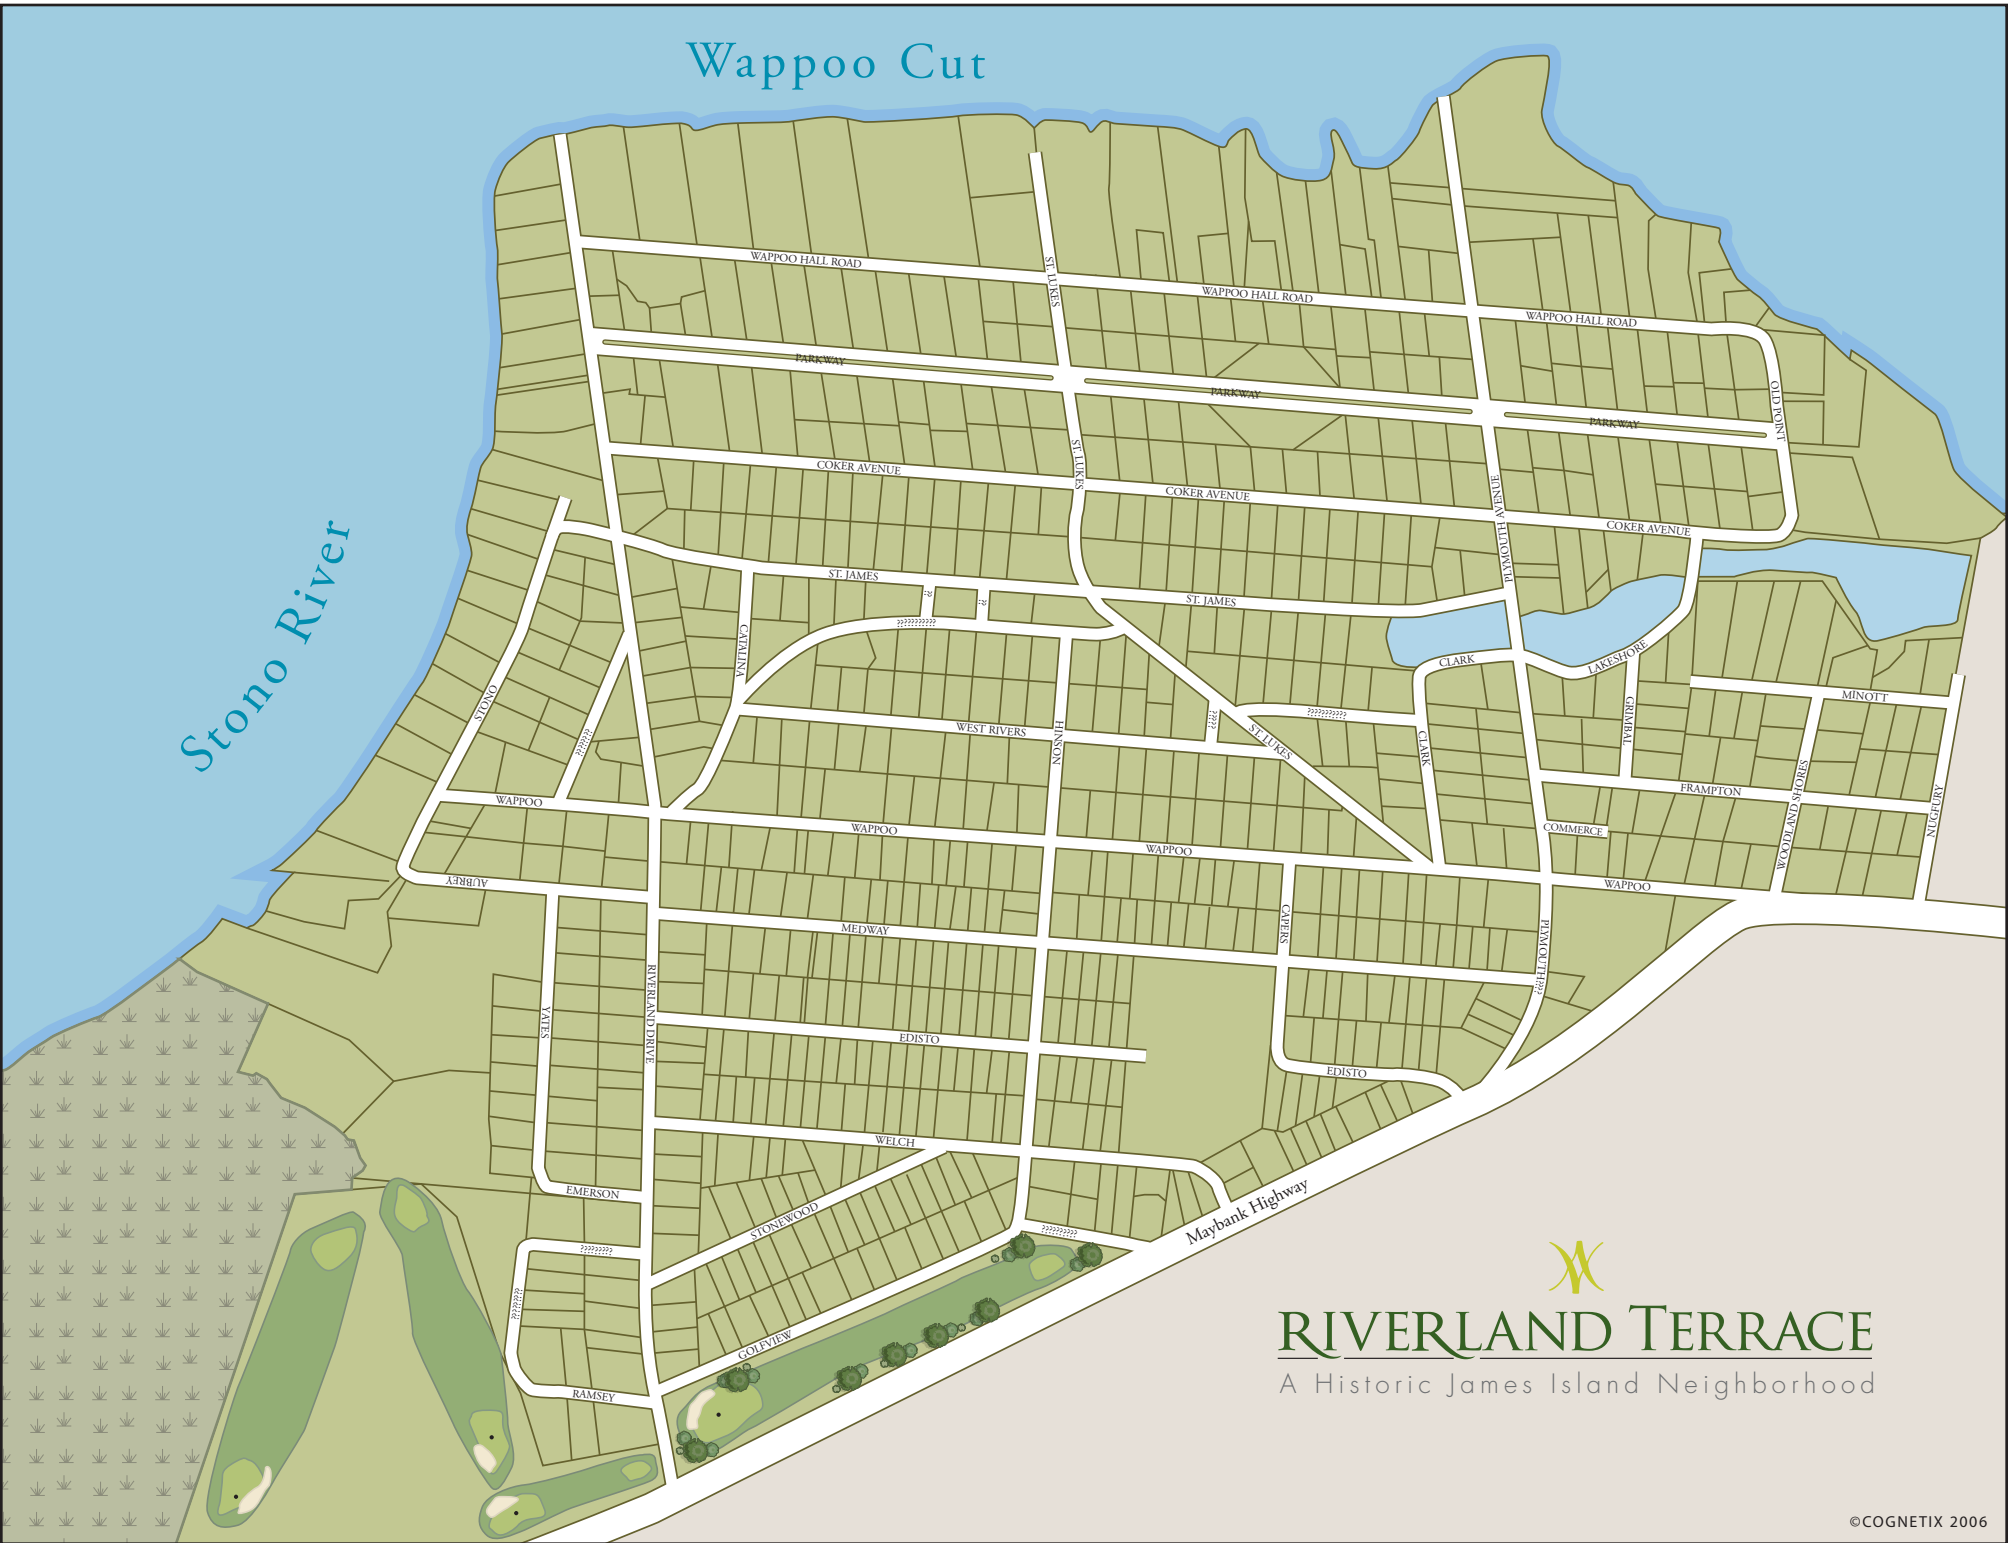 Wappoo Cut
WAPPOO HALL ROAD
ST. LUKES
WAPPOO HALL ROAD
WAPPOO HALL ROAD
PARKWAY
PARKWAY
PARKWAY
OLD POINT
COKER AVENUE
ST. LUKES
COKER AVENUE
PLYMOUTH AVENUE
COKER AVENUE
Stono River
ST. JAMES
??
??
ST. JAMES
??????????
CATALINA
CLARK
LAKESHORE
STONO
MINOTT
GRIMBAL
??????????
???????
WEST RIVERS
HINSON
?????
ST. LUKES
CLARK
FRAMPTON
WOODLAND SHORES
NUGFURY
WAPPOO
WAPPOO
WAPPOO
COMMERCE
WAPPOO
AUBREY
MEDWAY
CAPERS
PLYMOUTH
????
YATES
RIVERLAND DRIVE
EDISTO
EDISTO
WELCH
EMERSON
STONEWOOD
?????????
Maybank Highway
????????
????????
GOLFVIEW
RAMSEY
RIVERLAND TERRACE
A Historic James Island Neighborhood
©COGNETIX 2006